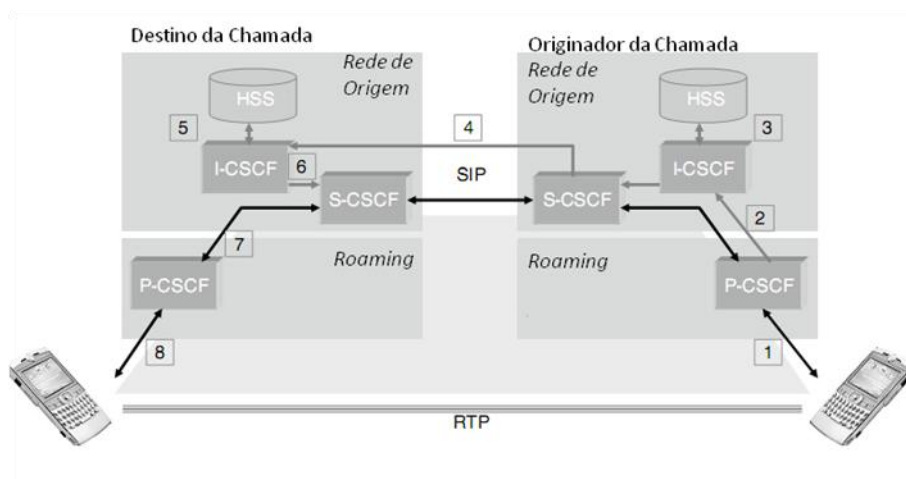 Destino da Chamada
Originador da Chamada
Rede de
Origem
Rede de
Origem
HSS
HSS
5
4
3
I-CSCF
6
SIP
I-CSCF
S-CSCF
S-CSCF
2
7
Roaming
Roaming
P-CSCF
P-CSCF
8
1
RTP